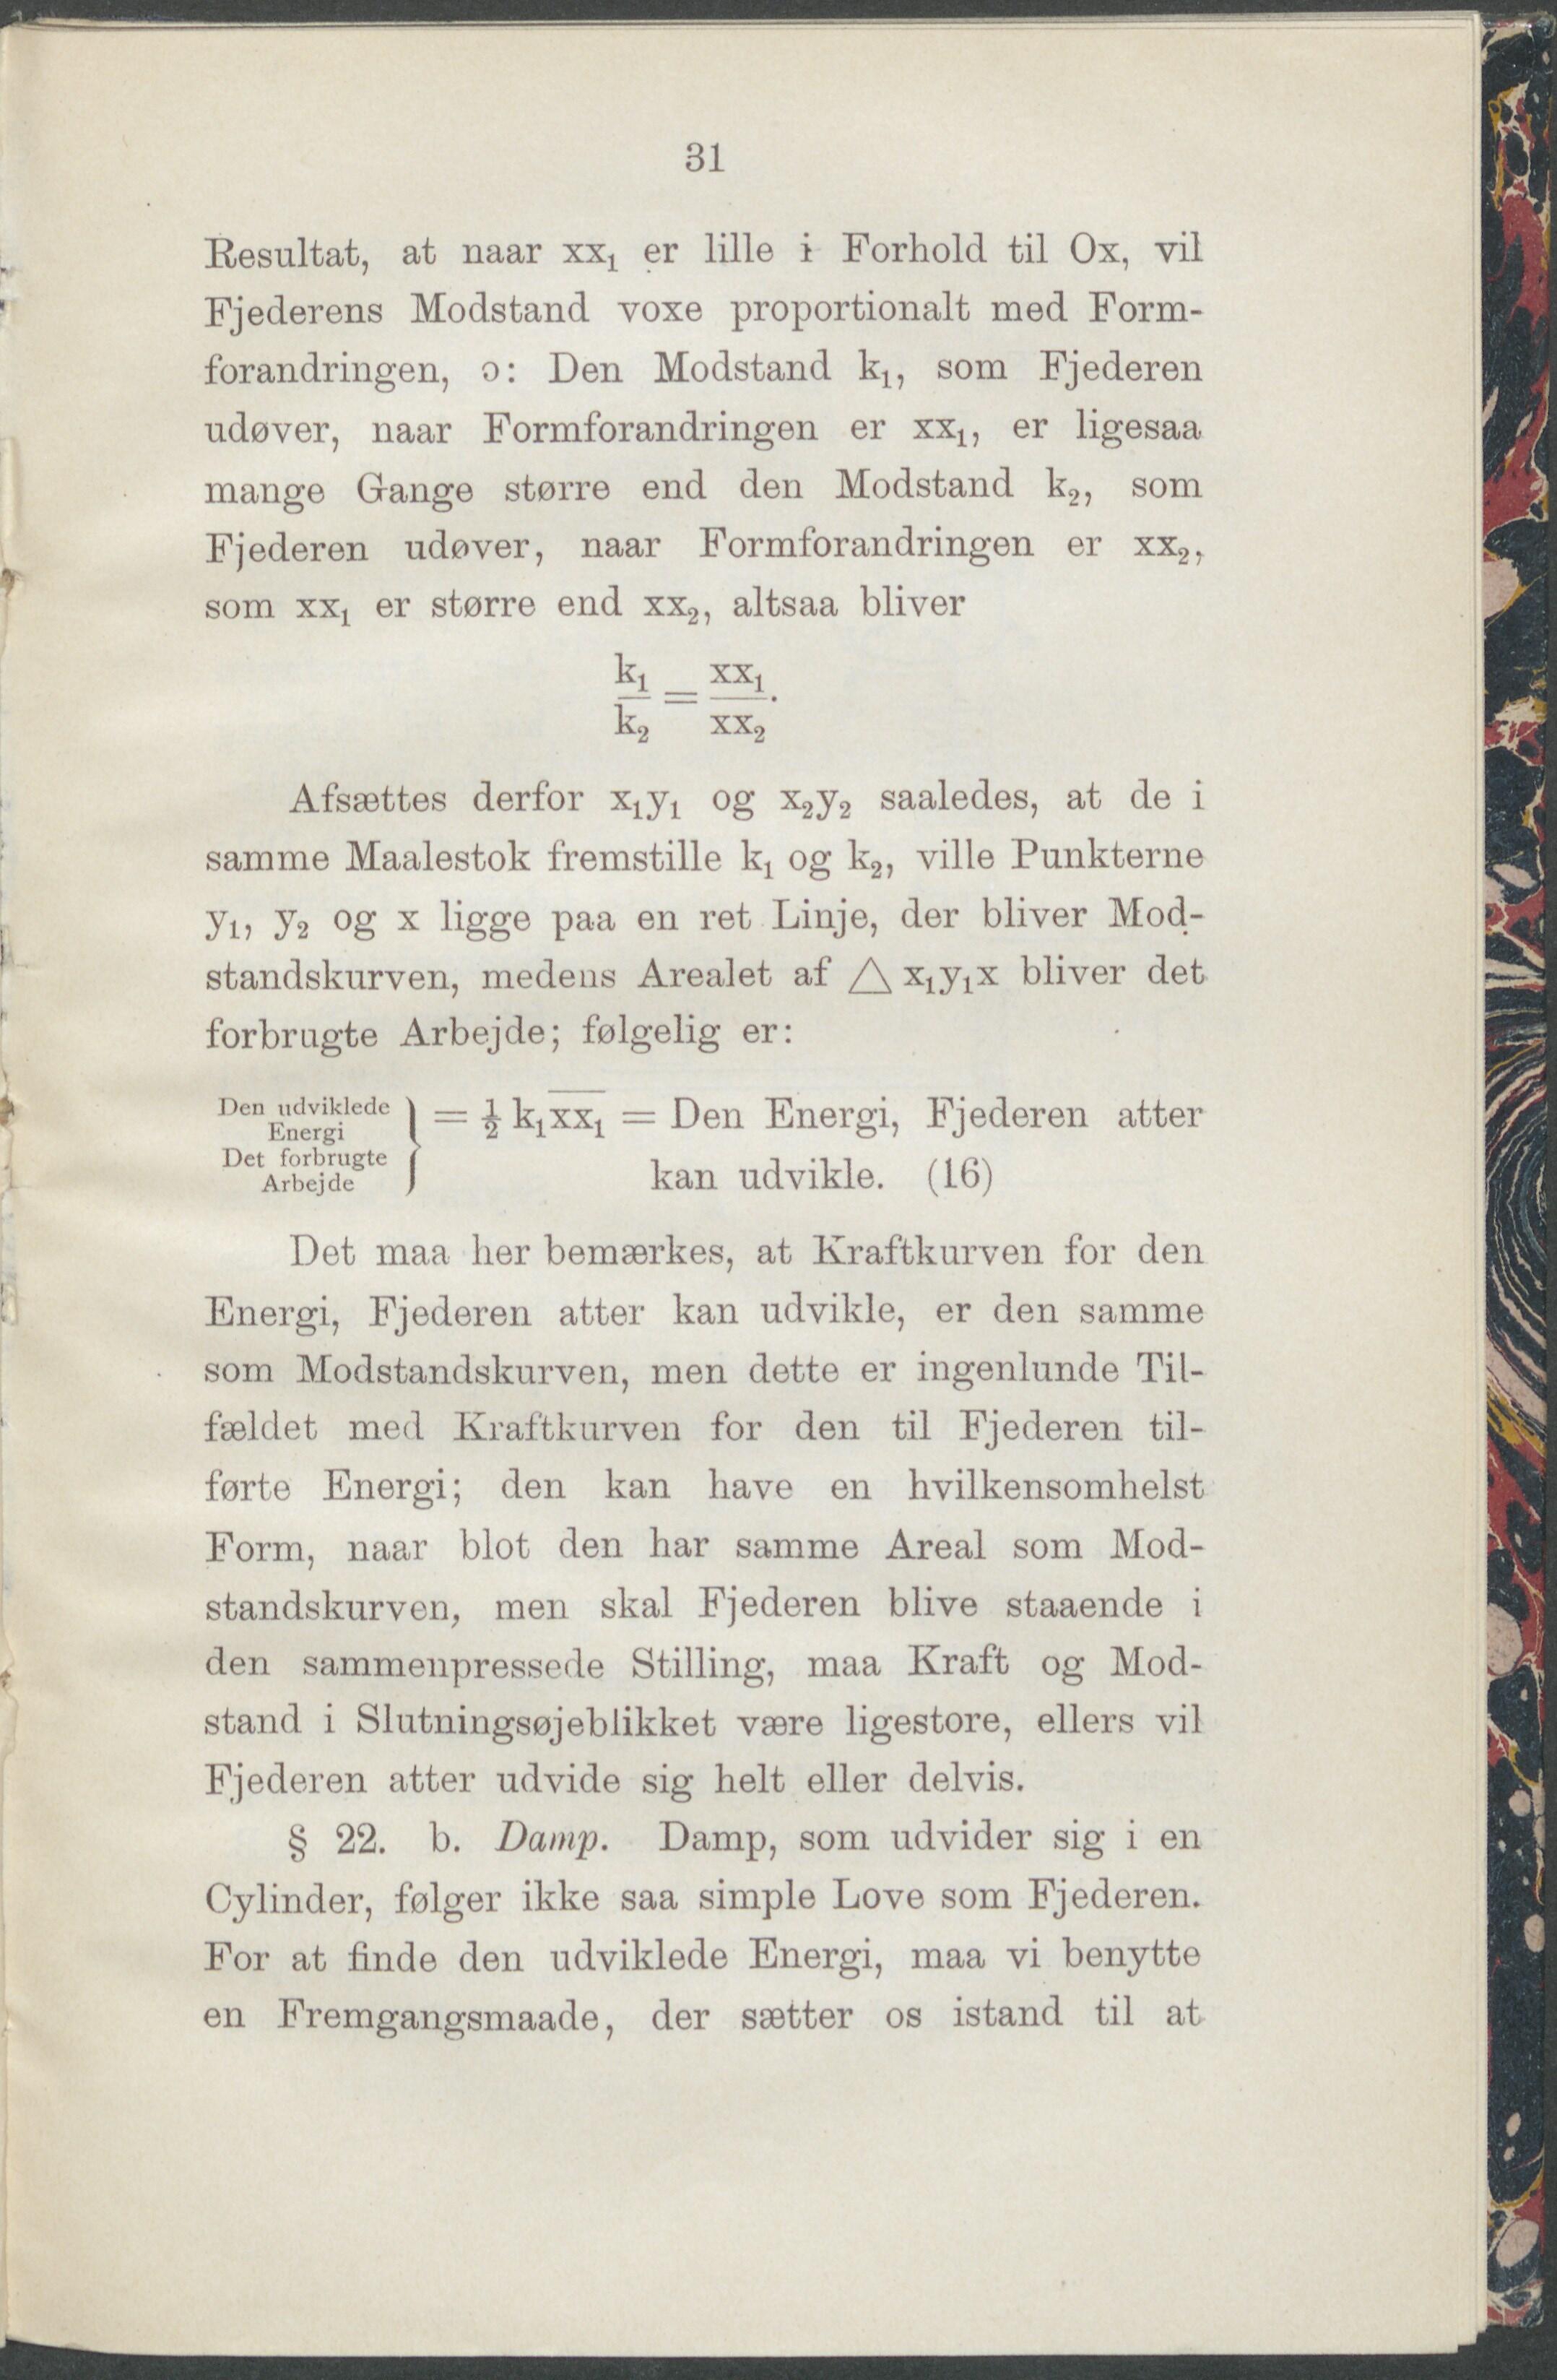 31
Resultat, at naar xx₁ er lille i Forhold til Ox, vil
Fjederens Modstand voxe proportionalt med Form-
forandringen, ɔ: Den Modstand k₁, som Fjederen
udøver, naar Formforandringen er xx₁, er ligesaa
mange Gange større end den Modstand k₂, som
Fjederen udøver, naar Formforandringen er xx₂,
som xx₁ er større end xx₂, altsaa bliver
k₁/k₂ = xx₁/xx₂.
Afsættes derfor x₁y₁ og x₂y₂ saaledes, at de i
samme Maalestok fremstille k₁ og k₂, ville Punkterne
y₁, y₂ og x ligge paa en ret Linje, der bliver Mod-
standskurven, medens Arealet af △ x₁y₁x bliver det
forbrugte Arbejde; følgelig er:
Den udviklede
Energi
Det forbrugte
Arbejde
} = ½ k₁x̅x̅₁ = Den Energi, Fjederen atter
kan udvikle. (16)
Det maa her bemærkes, at Kraftkurven for den
Energi, Fjederen atter kan udvikle, er den samme
som Modstandskurven, men dette er ingenlunde Til-
fældet med Kraftkurven for den til Fjederen til-
førte Energi; den kan have en hvilkensomhelst
Form, naar blot den har samme Areal som Mod-
standskurven, men skal Fjederen blive staaende i
den sammenpressede Stilling, maa Kraft og Mod-
stand i Slutningsøjeblikket være ligestore, ellers vil
Fjederen atter udvide sig helt eller delvis.
§ 22. b. Damp. Damp, som udvider sig i en
Cylinder, følger ikke saa simple Love som Fjederen.
For at finde den udviklede Energi, maa vi benytte
en Fremgangsmaade, der sætter os istand til at